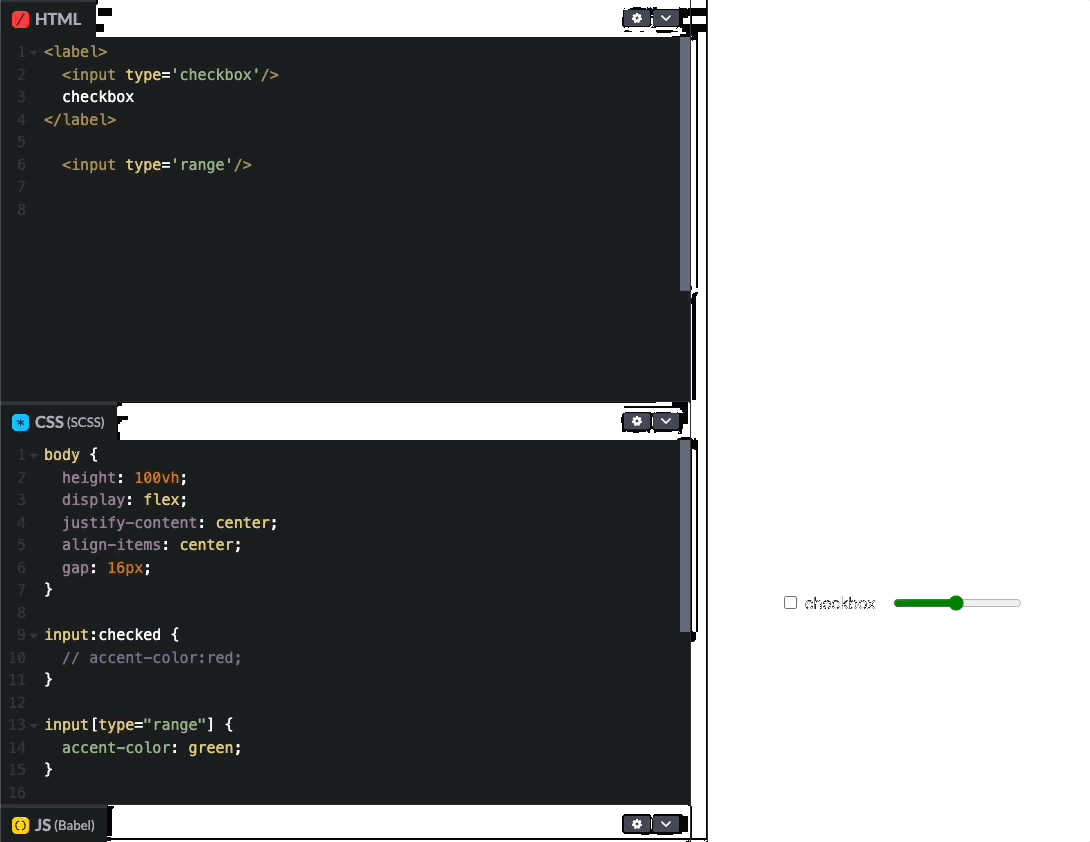 HTML
1 <label>
2 <input type='checkbox'/>
3 checkbox
4 </label>
5
6 <input type='range'/>
7
8
CSS (SCSS)
1 body {
2 height: 100vh;
3 display: flex;
4 justify-content: center;
5 align-items: center;
6 gap: 16px;
7 }
8
9 input:checked {
10 // accent-color:red;
11 }
12
13 input[type="range"] {
14 accent-color: green;
15 }
16
JS (Babel)
checkbox